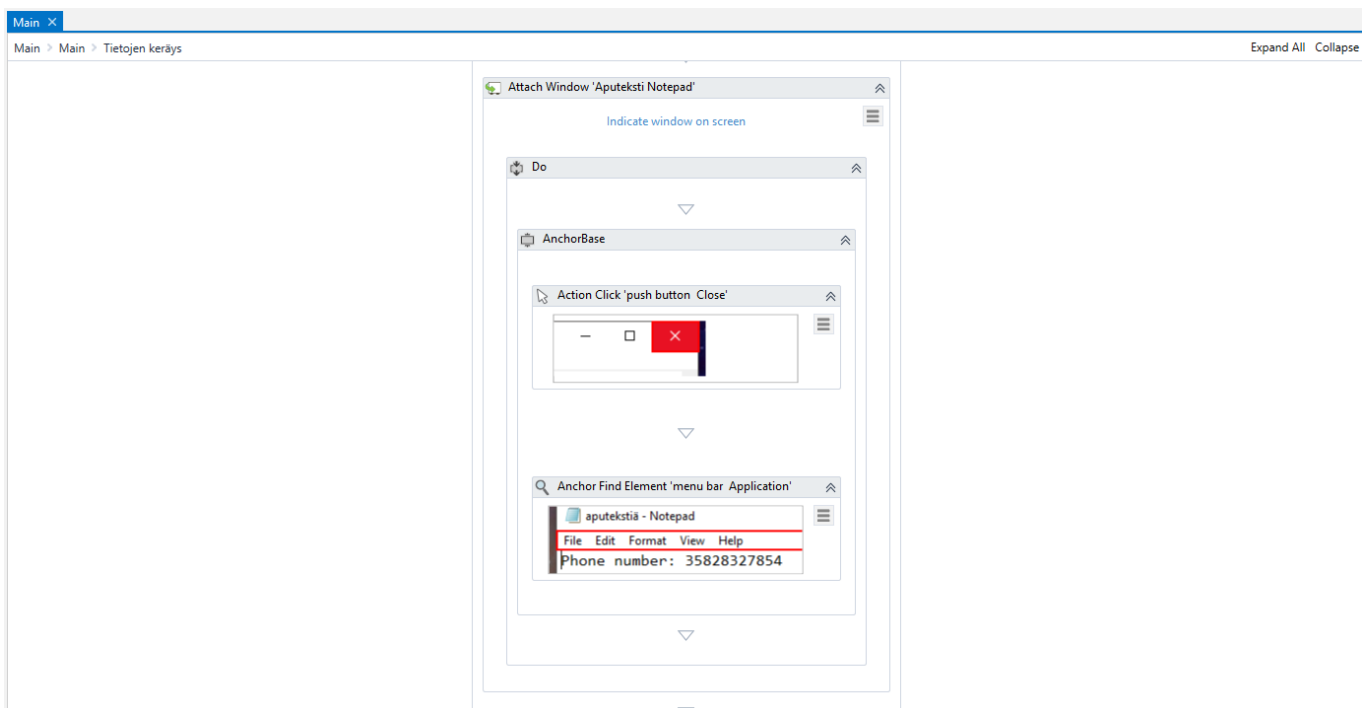 Main
Main > Main > Tietojen keräys
Expand All Collapse
Attach Window 'Aputeksti Notepad'
Indicate window on screen
Do
AnchorBase
Action Click 'push button Close'
Anchor Find Element 'menu bar Application'
aputekstiä - Notepad
File Edit Format View Help
Phone number: 35828327854